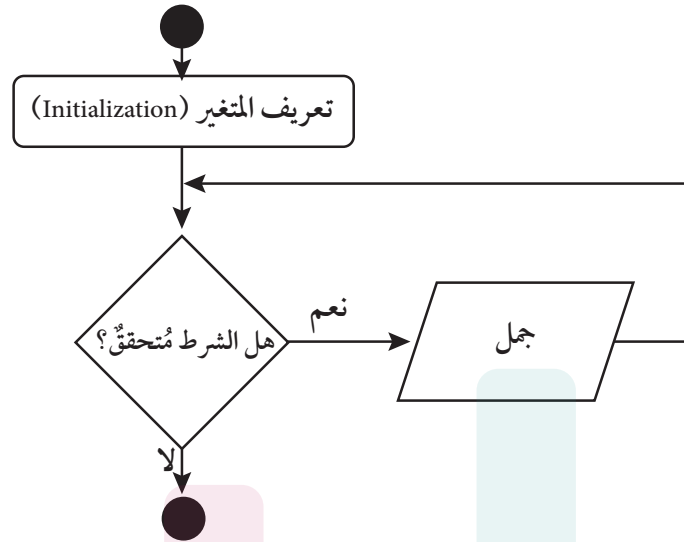 تعريف المتغير (Initialization)
نعم
هل الشرط مُتحققٌ؟
جمل
لا